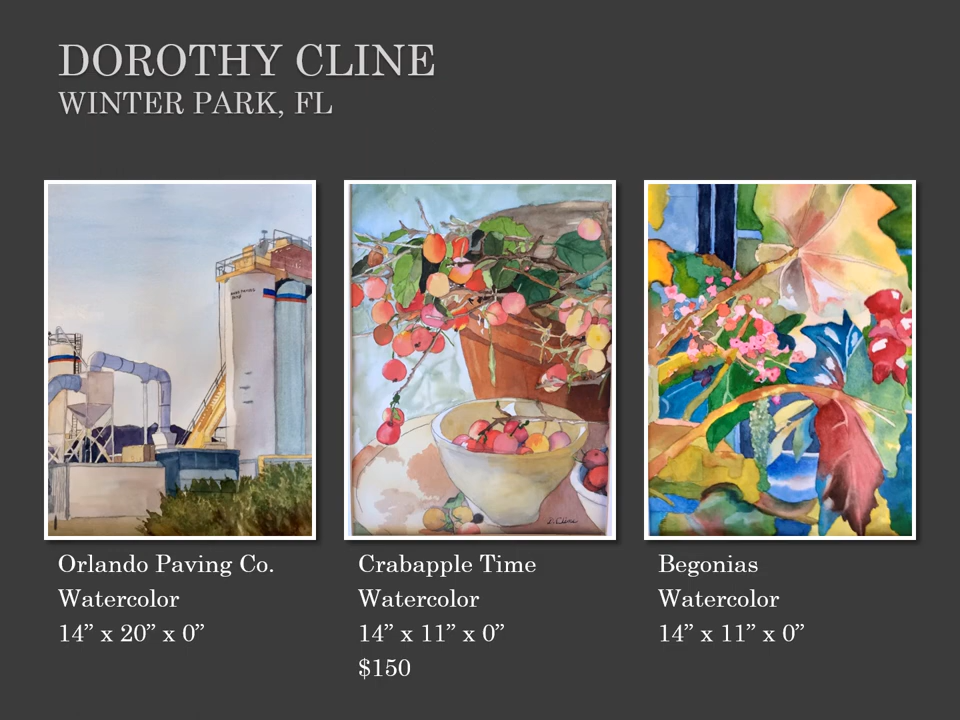 DOROTHY CLINE
WINTER PARK, FL
Orlando Paving Co.
Watercolor
14” x 20” x 0”
D. Cline
Crabapple Time
Watercolor
14” x 11” x 0”
$150
Begonias
Watercolor
14” x 11” x 0”